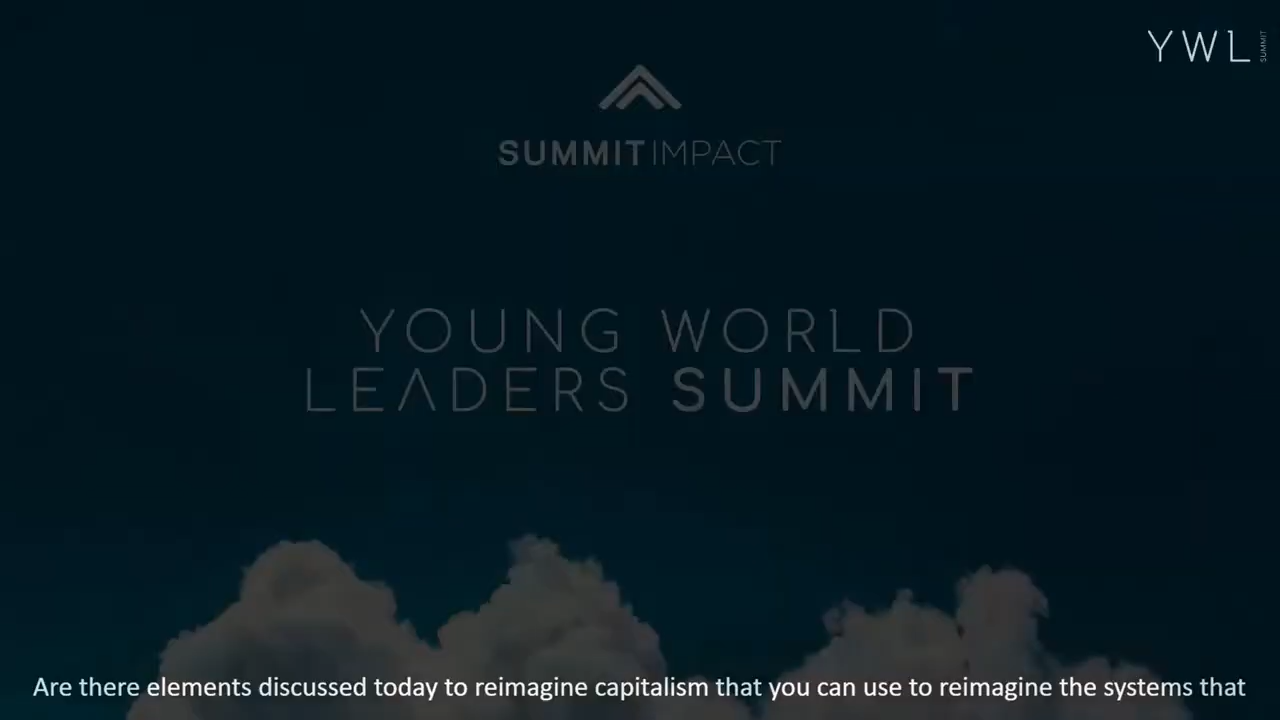 YWL SUMMIT
SUMMIT IMPACT
YOUNG WORLD
LEADERS SUMMIT
Are there elements discussed today to reimagine capitalism that you can use to reimagine the systems that